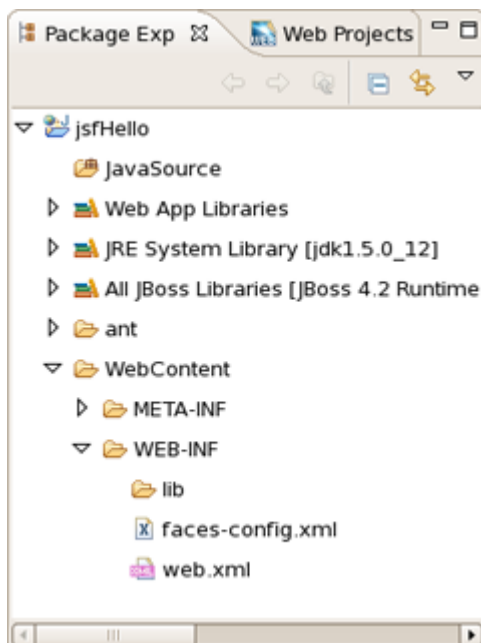 Package Exp
Web Projects
jsfHello
JavaSource
Web App Libraries
JRE System Library [jdk1.5.0_12]
All JBoss Libraries [JBoss 4.2 Runtime
ant
WebContent
META-INF
WEB-INF
lib
faces-config.xml
web.xml